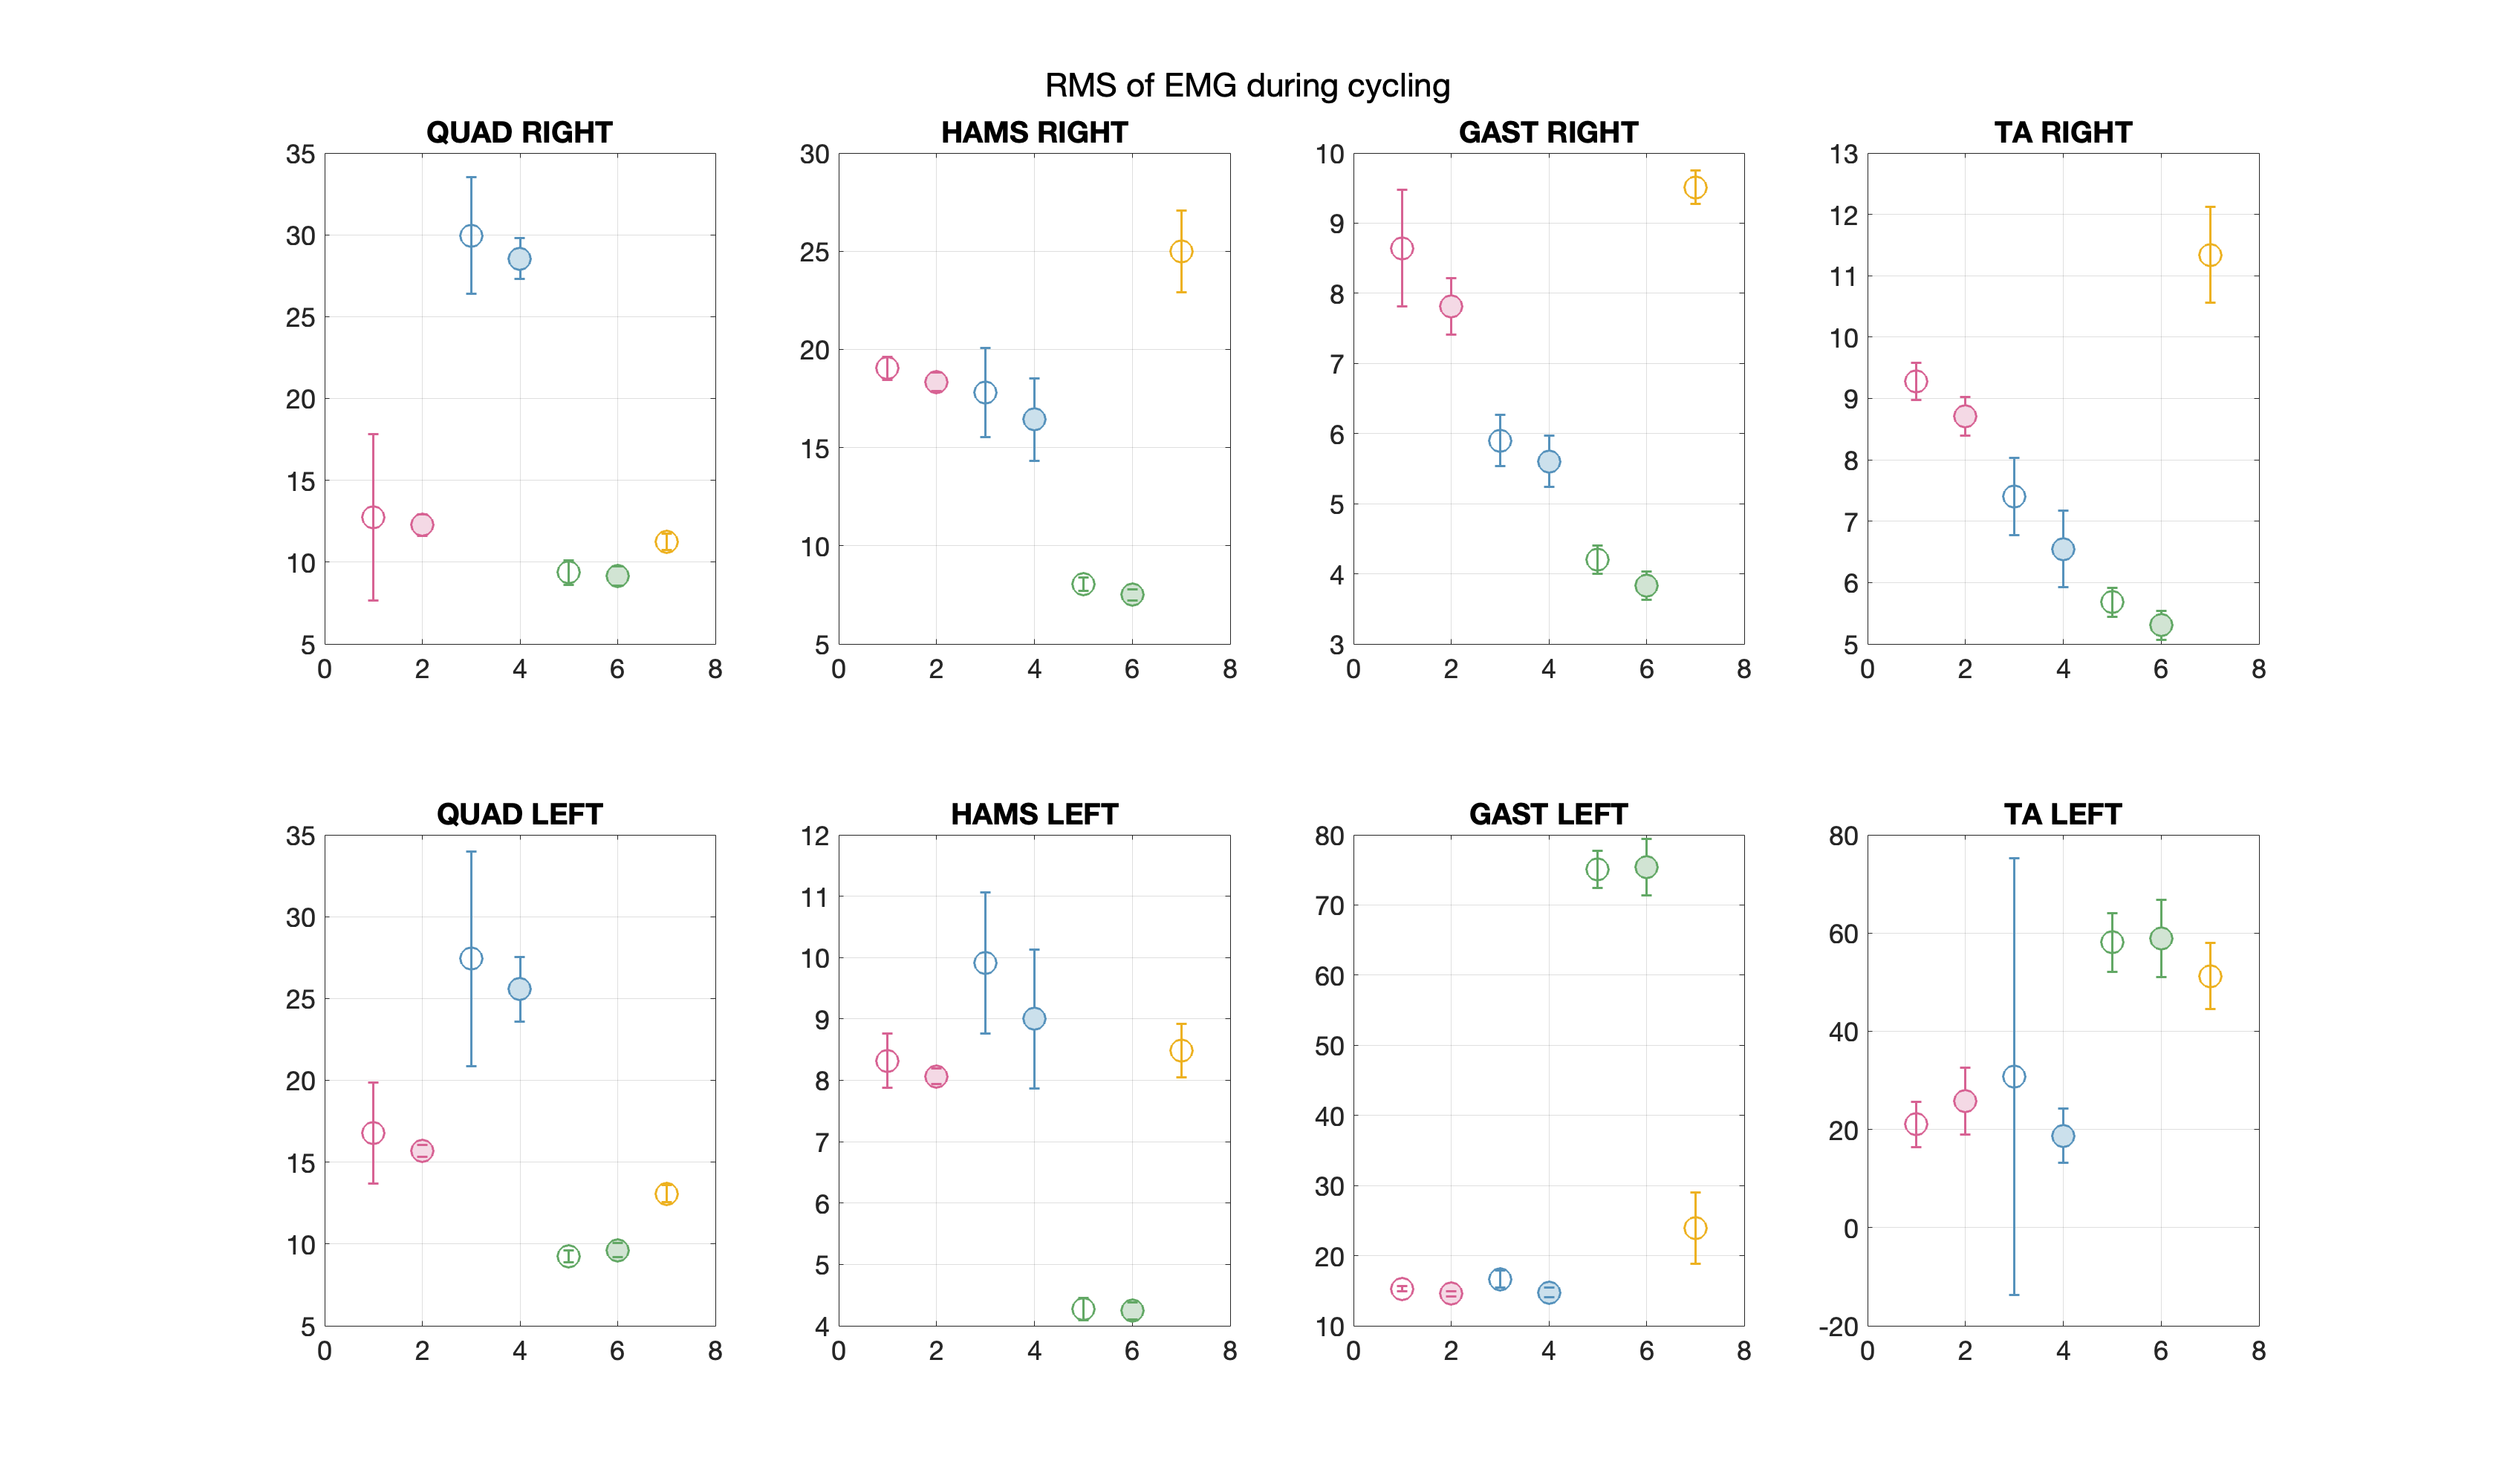 RMS of EMG during cycling
QUAD RIGHT HAMS RIGHT GAST RIGHT TA RIGHT
35 30 10 13
30 25 9 12
25 20 8 11
20 15 7 10
15 10 6 9
10 5 5 8
5 4 7
3 6
5
0 2 4 6 8 0 2 4 6 8 0 2 4 6 8 0 2 4 6 8
QUAD LEFT HAMS LEFT GAST LEFT TA LEFT
35 12 80 80
30 11 70 60
25 10 60 40
20 9 50 20
15 8 40 0
10 7 30 -20
5 6 20
5 10
4
0 2 4 6 8 0 2 4 6 8 0 2 4 6 8 0 2 4 6 8